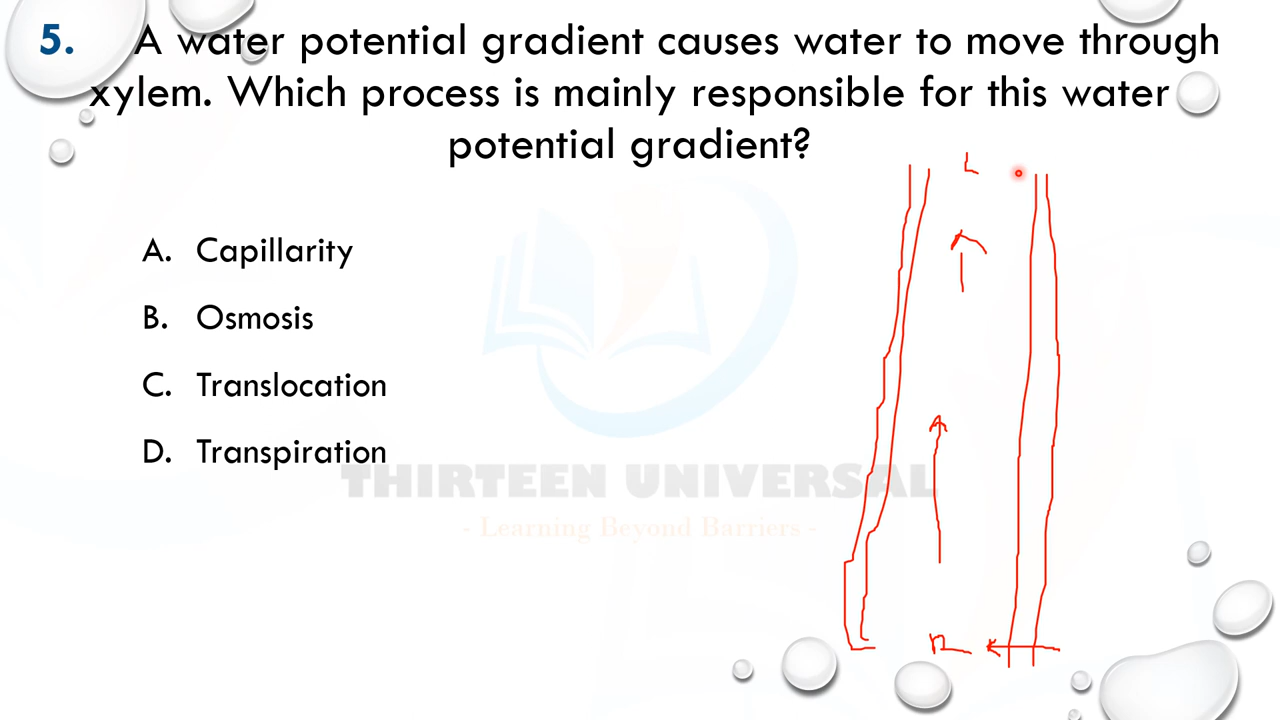 5. A water potential gradient causes water to move through
xylem. Which process is mainly responsible for this water
potential gradient?
A. Capillarity
B. Osmosis
C. Translocation
D. Transpiration
THIRTEEN UNIVERSAL
- Learning Beyond Barriers -
L
R